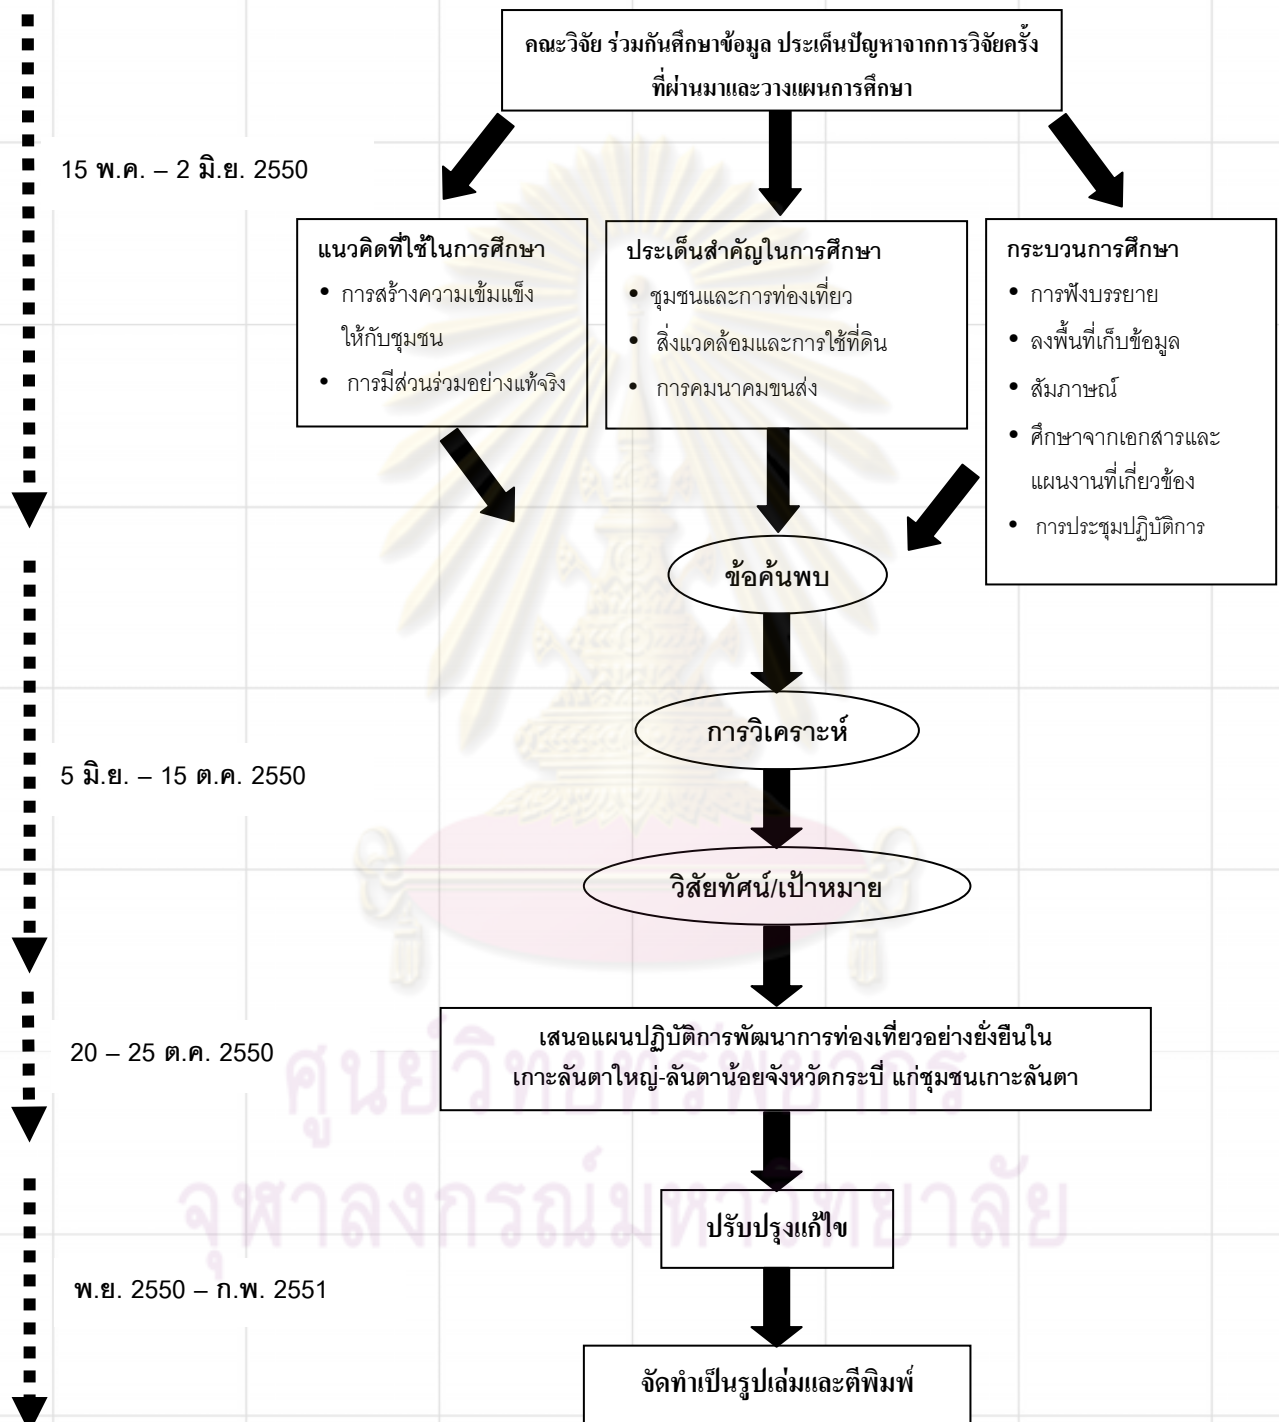 คณะวิจัย ร่วมกันศึกษาข้อมูล ประเด็นปัญหาจากการวิจัยครั้ง
ที่ผ่านมาและวางแผนการศึกษา
15 พ.ค. – 2 มิ.ย. 2550
แนวคิดที่ใช้ในการศึกษา
• การสร้างความเข้มแข็ง
ให้กับชุมชน
• การมีส่วนร่วมอย่างแท้จริง
ประเด็นสำคัญในการศึกษา
• ชุมชนและการท่องเที่ยว
• สิ่งแวดล้อมและการใช้ที่ดิน
• การคมนาคมขนส่ง
กระบวนการศึกษา
• การฟังบรรยาย
• ลงพื้นที่เก็บข้อมูล
• สัมภาษณ์
• ศึกษาจากเอกสารและ
แผนงานที่เกี่ยวข้อง
• การประชุมปฏิบัติการ
ข้อค้นพบ
การวิเคราะห์
5 มิ.ย. – 15 ต.ค. 2550
วิสัยทัศน์/เป้าหมาย
20 – 25 ต.ค. 2550
เสนอแผนปฏิบัติการพัฒนาการท่องเที่ยวอย่างยั่งยืนใน
เกาะลันตาใหญ่-ลันตาน้อยจังหวัดกระบี่ แก่ชุมชนเกาะลันตา
ศูนย์วิทยทรัพยากร
จุฬาลงกรณ์มหาวิทยาลัย
ปรับปรุงแก้ไข
พ.ย. 2550 – ก.พ. 2551
จัดทำเป็นรูปเล่มและตีพิมพ์